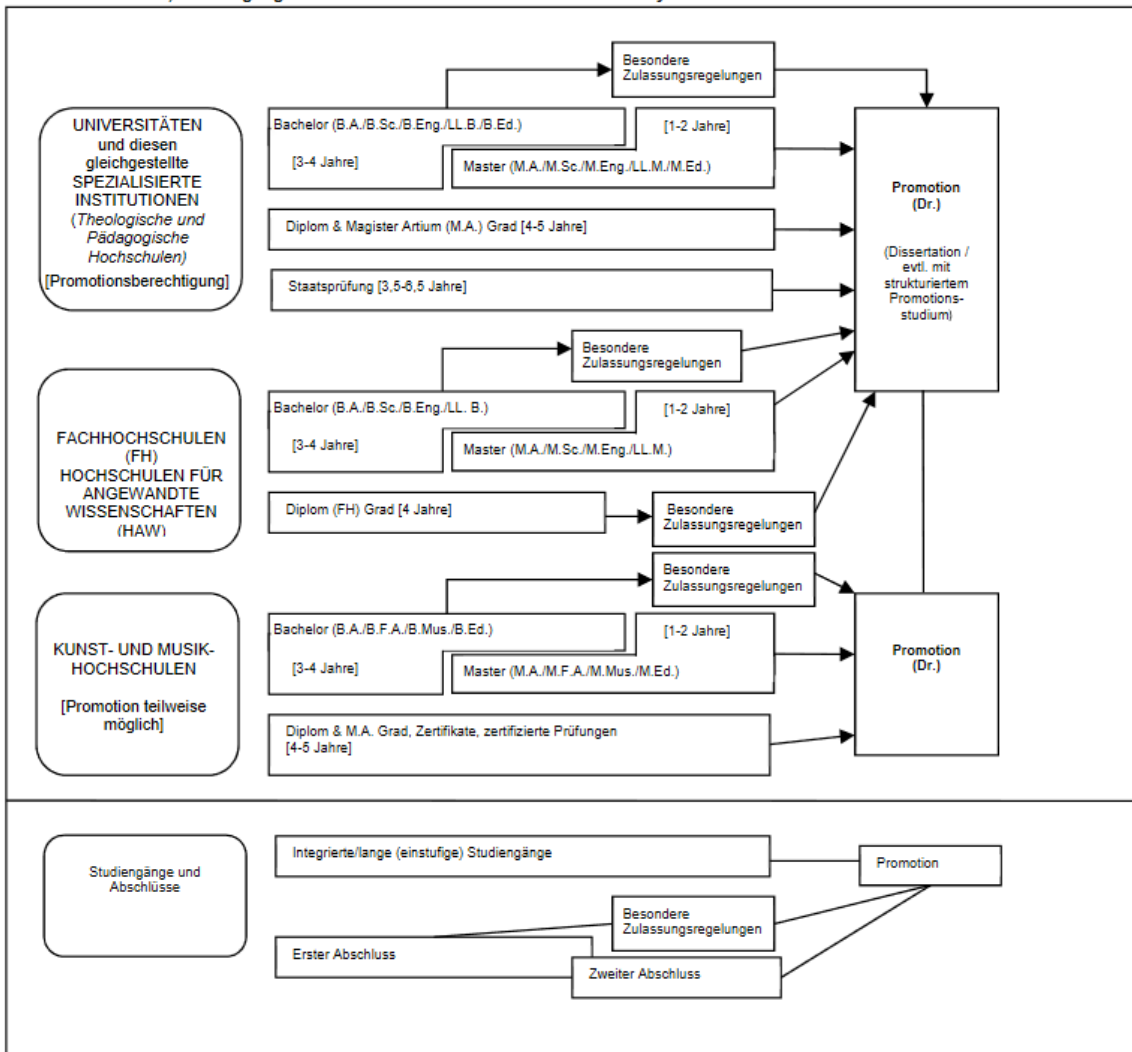 Besondere
Zulassungsregelungen
UNIVERSITÄTEN
und diesen
gleichgestellte
SPEZIALISIERTE
INSTITUTIONEN
(Theologische und
Pädagogische
Hochschulen)
[Promotionsberechtigung]
Bachelor (B.A./B.Sc./B.Eng./LL.B./B.Ed.)
[1-2 Jahre]
[3-4 Jahre]
Master (M.A./M.Sc./M.Eng./LL.M./M.Ed.)
Diplom & Magister Artium (M.A.) Grad [4-5 Jahre]
Staatsprüfung [3,5-6,5 Jahre]
Promotion
(Dr.)
(Dissertation /
evtl. mit
strukturiertem
Promotions-
studium)
FACHHOCHSCHULEN
(FH)
HOCHSCHULEN FÜR
ANGEWANDTE
WISSENSCHAFTEN
(HAW)
Besondere
Zulassungsregelungen
Bachelor (B.A./B.Sc./B.Eng./LL. B.)
[1-2 Jahre]
[3-4 Jahre]
Master (M.A./M.Sc./M.Eng./LL.M.)
Diplom (FH) Grad [4 Jahre]
Besondere
Zulassungsregelungen
KUNST- UND MUSIK-
HOCHSCHULEN
[Promotion teilweise
möglich]
Besondere
Zulassungsregelungen
Bachelor (B.A./B.F.A./B.Mus./B.Ed.)
[1-2 Jahre]
[3-4 Jahre]
Master (M.A./M.F.A./M.Mus./M.Ed.)
Diplom & M.A. Grad, Zertifikate, zertifizierte Prüfungen
[4-5 Jahre]
Promotion
(Dr.)
Studiengänge und
Abschlüsse
Integrierte/lange (einstufige) Studiengänge
Promotion
Besondere
Zulassungsregelungen
Erster Abschluss
Zweiter Abschluss